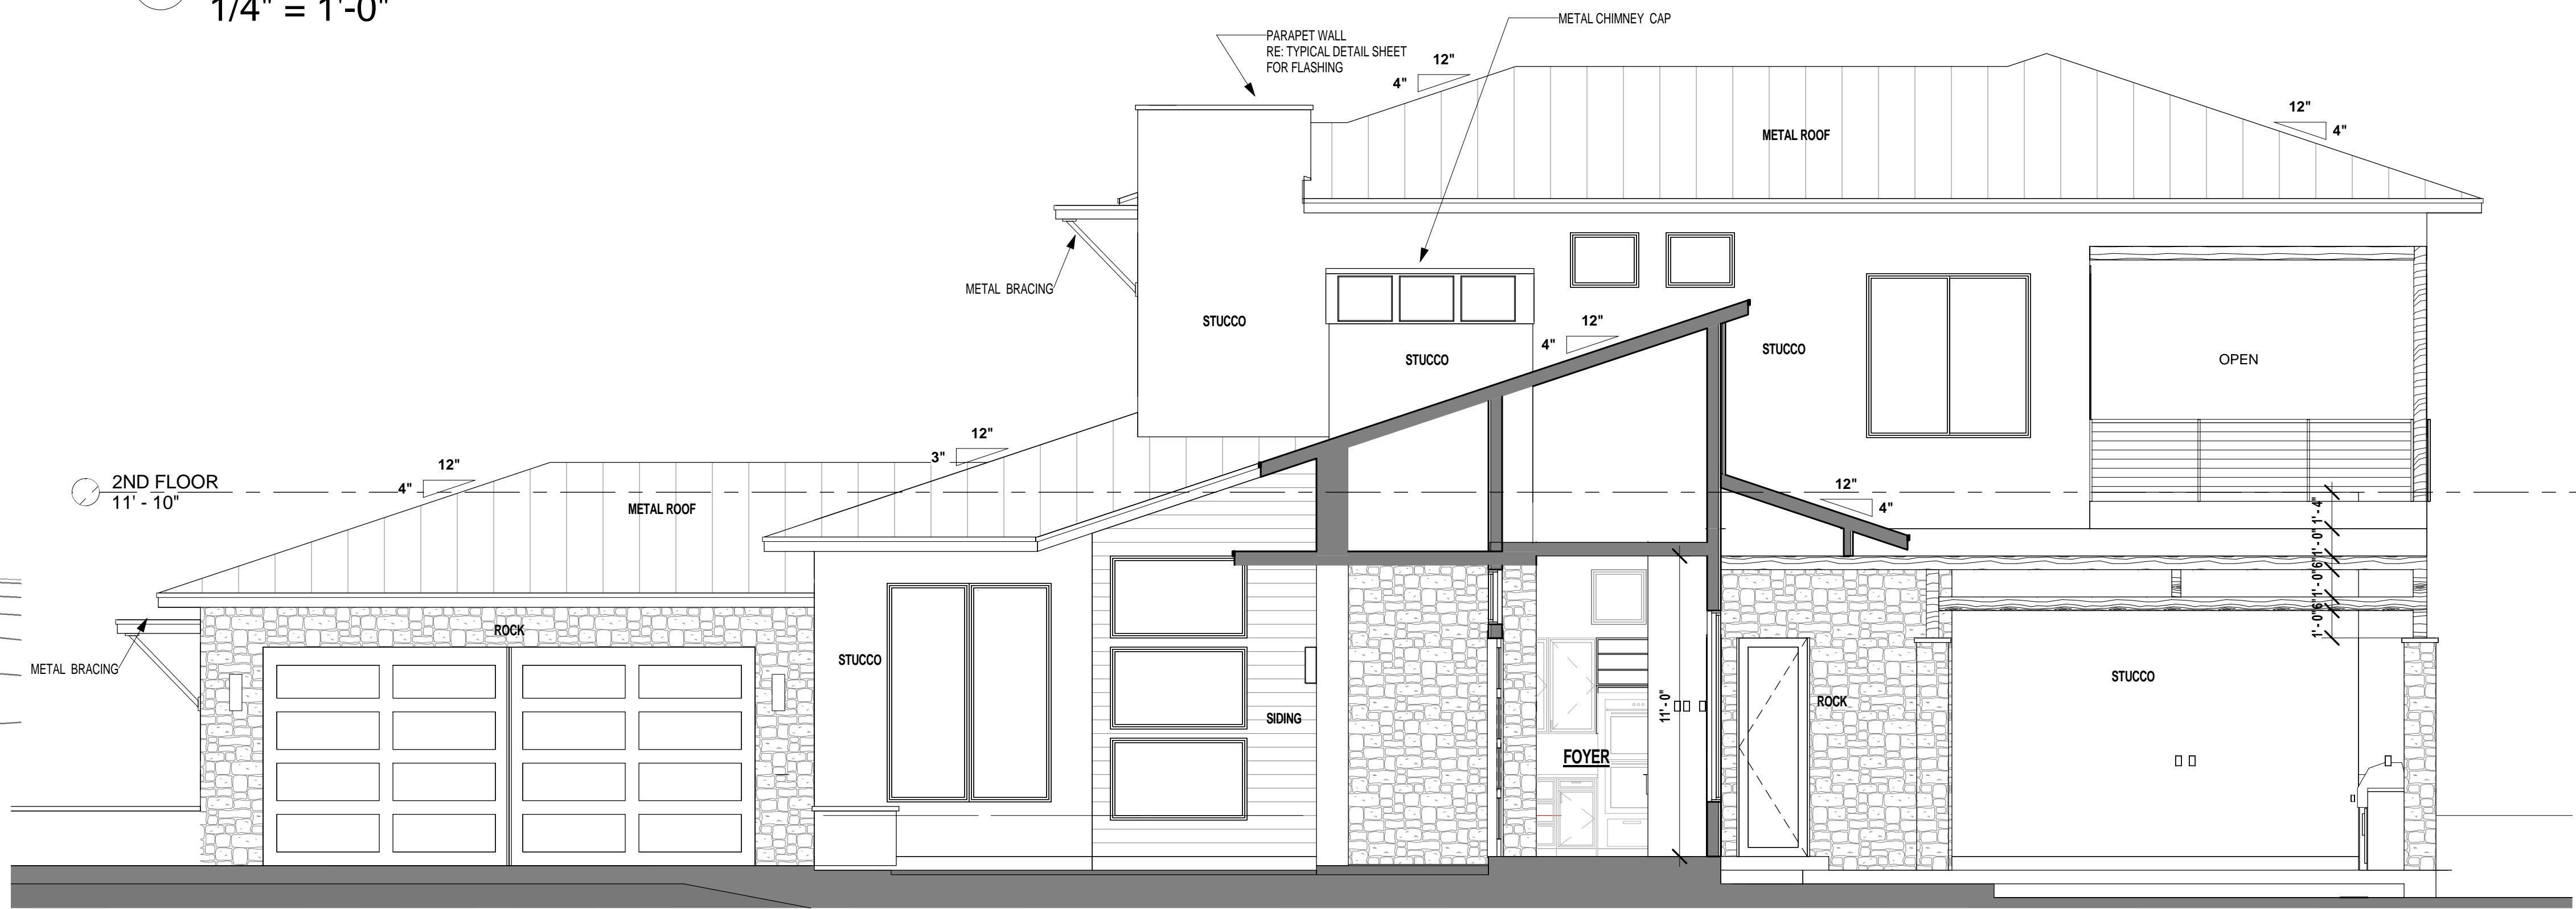 1/4" = 1'-0"
METAL CHIMNEY CAP
PARAPET WALL
RE: TYPICAL DETAIL SHEET
FOR FLASHING
12"
4"
METAL ROOF
12"
4"
METAL BRACING
STUCCO
STUCCO
12"
4"
STUCCO
OPEN
2ND FLOOR
11' - 10"
12"
4"
METAL ROOF
12"
3"
12"
4"
1' - 4"
1' - 0"
6"
1' - 0"
6"
1' - 0"
METAL BRACING
ROCK
STUCCO
SIDING
FOYER
11' - 0"
ROCK
STUCCO